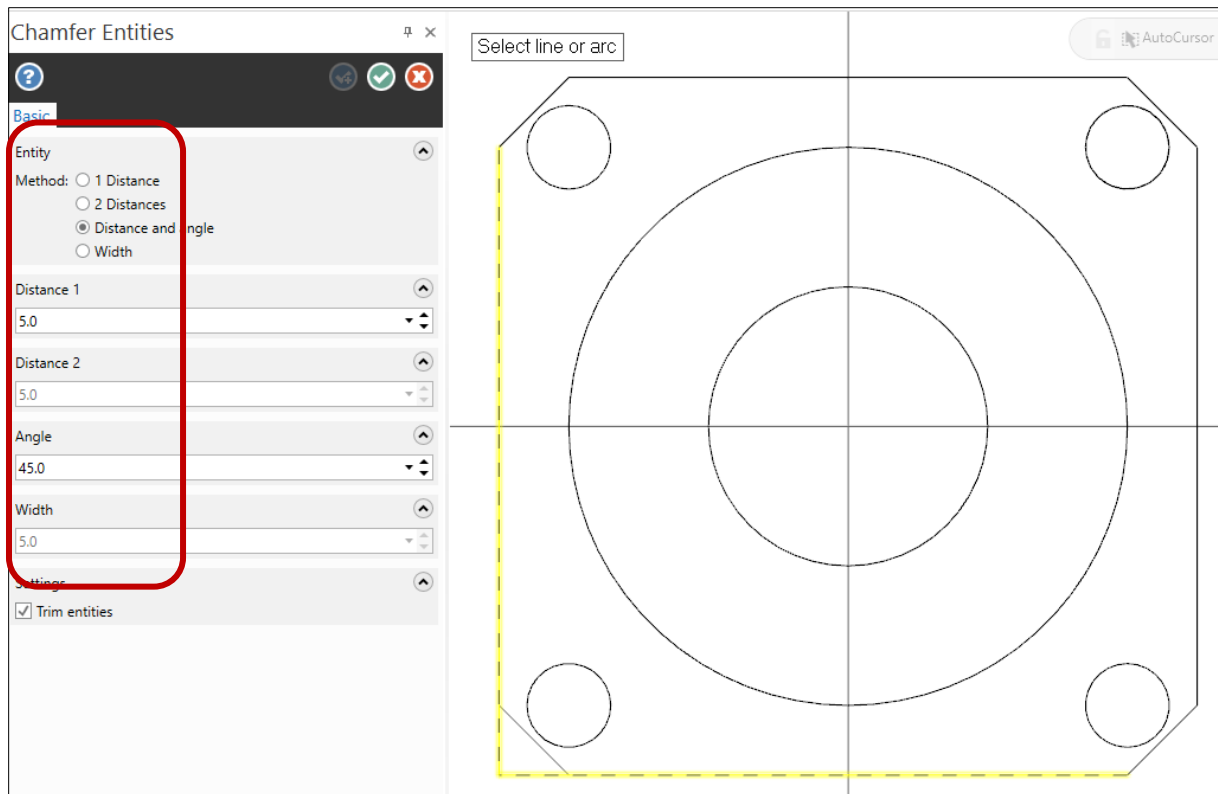 Chamfer Entities
Select line or arc
AutoCursor
?
Basic
Entity
Method: 1 Distance
2 Distances
Distance and angle
Width
Distance 1
5.0
Distance 2
5.0
Angle
45.0
Width
5.0
Settings
Trim entities